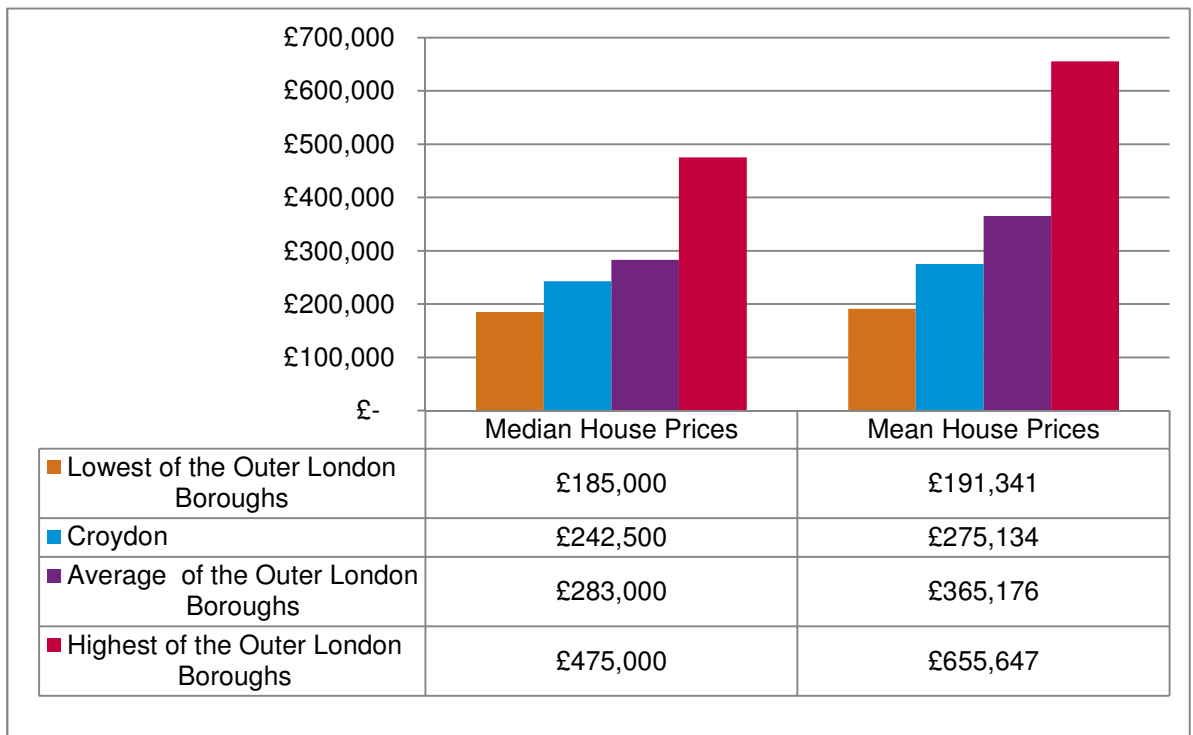 £700,000
£600,000
£500,000
£400,000
£300,000
£200,000
£100,000
£-
Median House Prices Mean House Prices
Lowest of the Outer London
Boroughs
£185,000 £191,341
Croydon £242,500 £275,134
Average of the Outer London
Boroughs
£283,000 £365,176
Highest of the Outer London
Boroughs
£475,000 £655,647